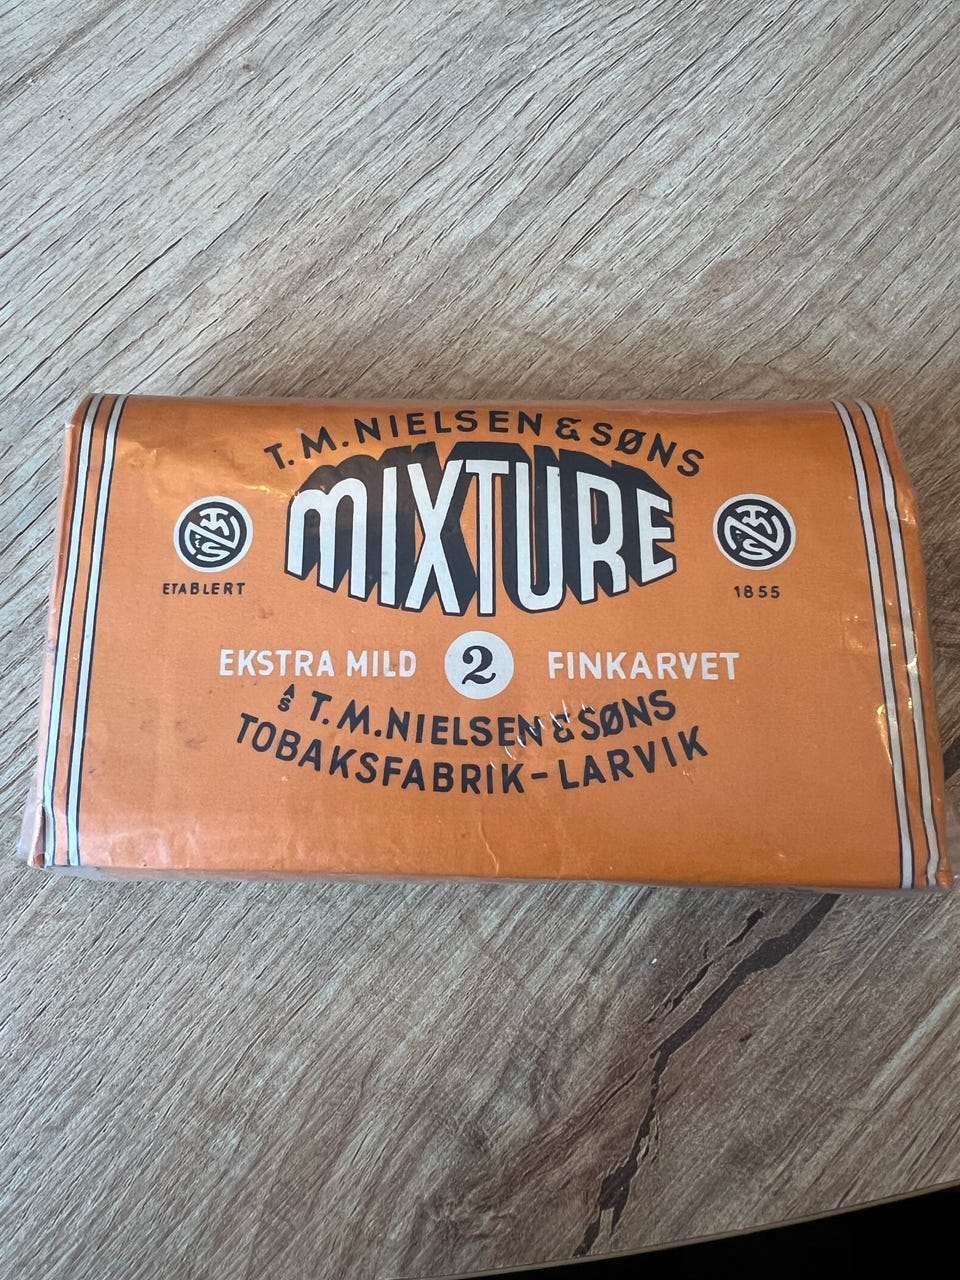 T. M. NIELSEN & SØNS
MIXTURE
ETABLERT
1855
EKSTRA MILD 2 FINKARVET
A/S T. M. NIELSEN & SØNS
TOBAKSFABRIK - LARVIK